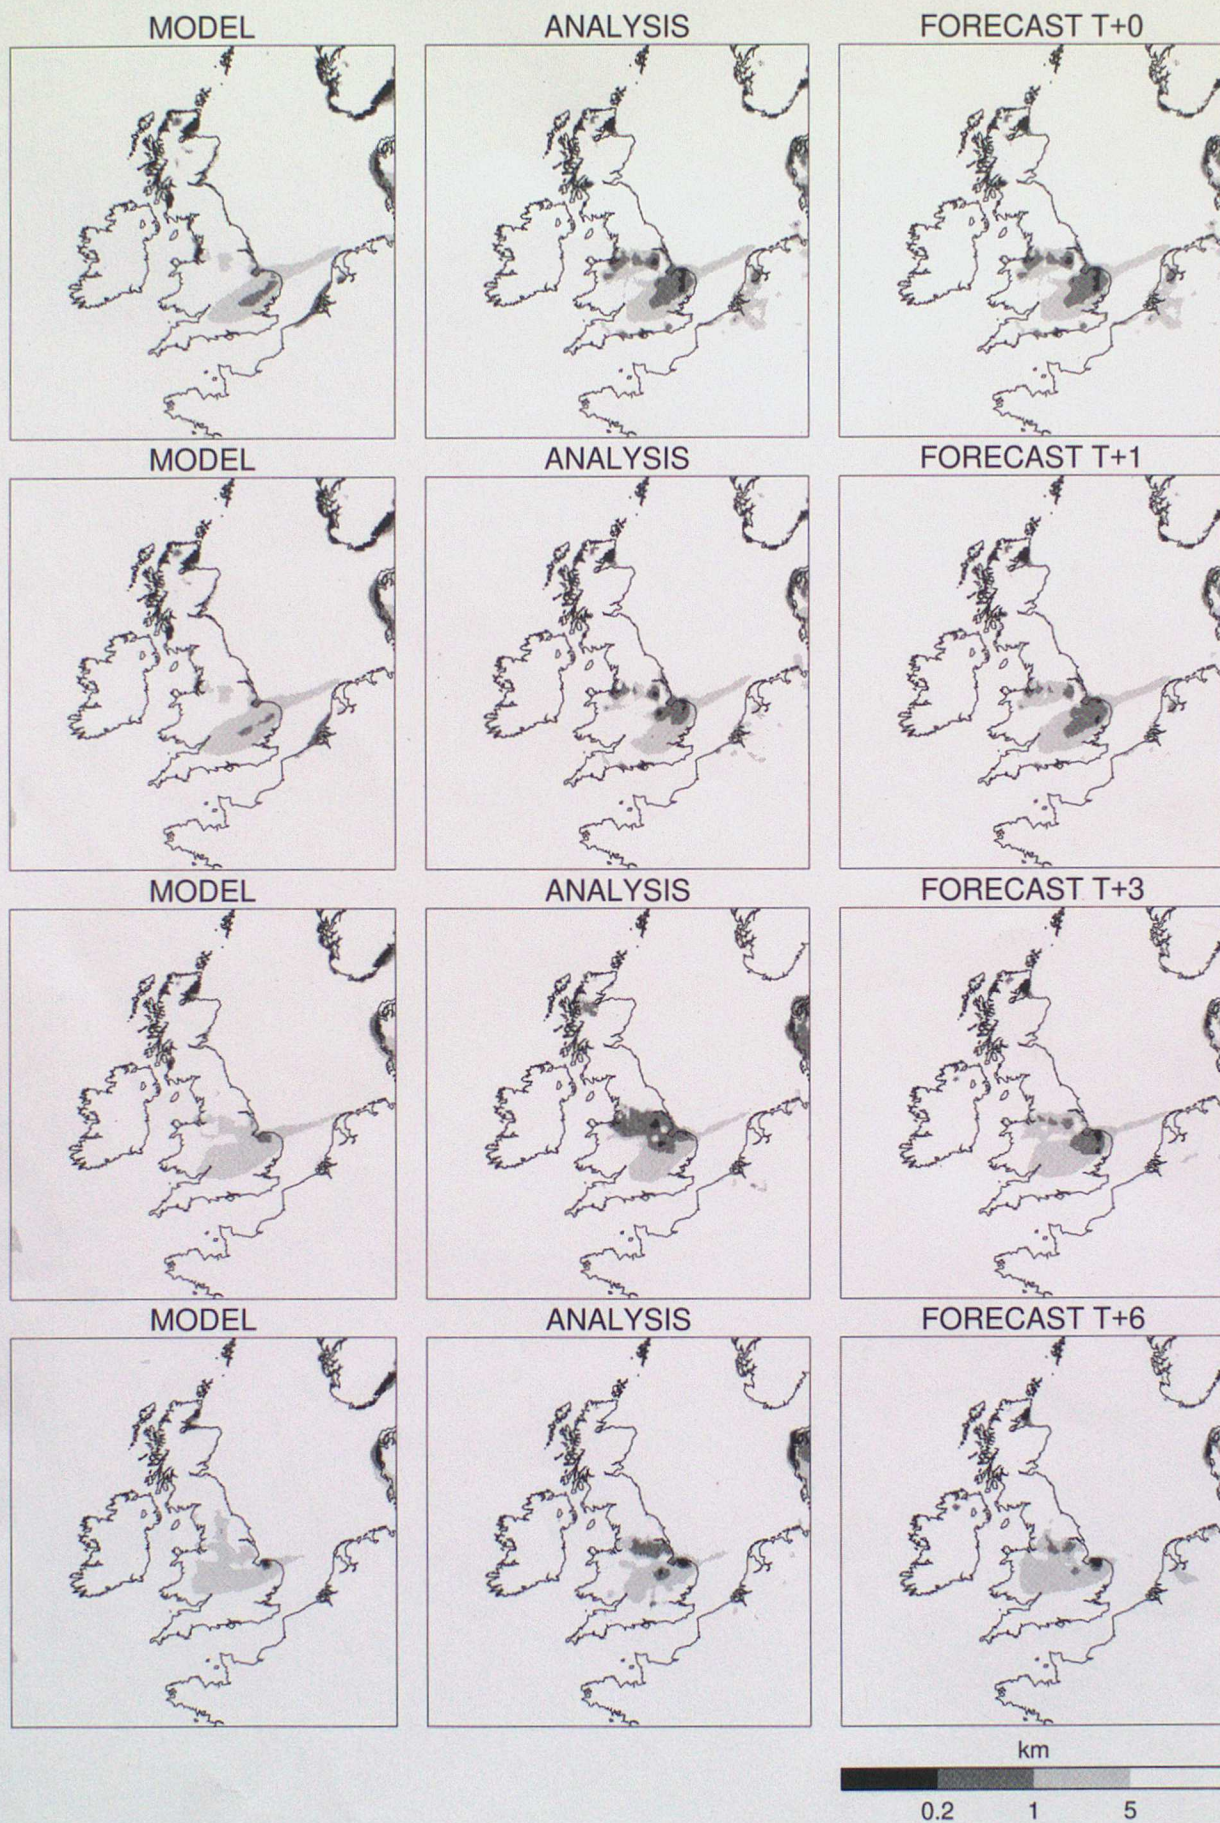 MODEL ANALYSIS FORECAST T+0
MODEL ANALYSIS FORECAST T+1
MODEL ANALYSIS FORECAST T+3
MODEL ANALYSIS FORECAST T+6
km
0.2 1 5